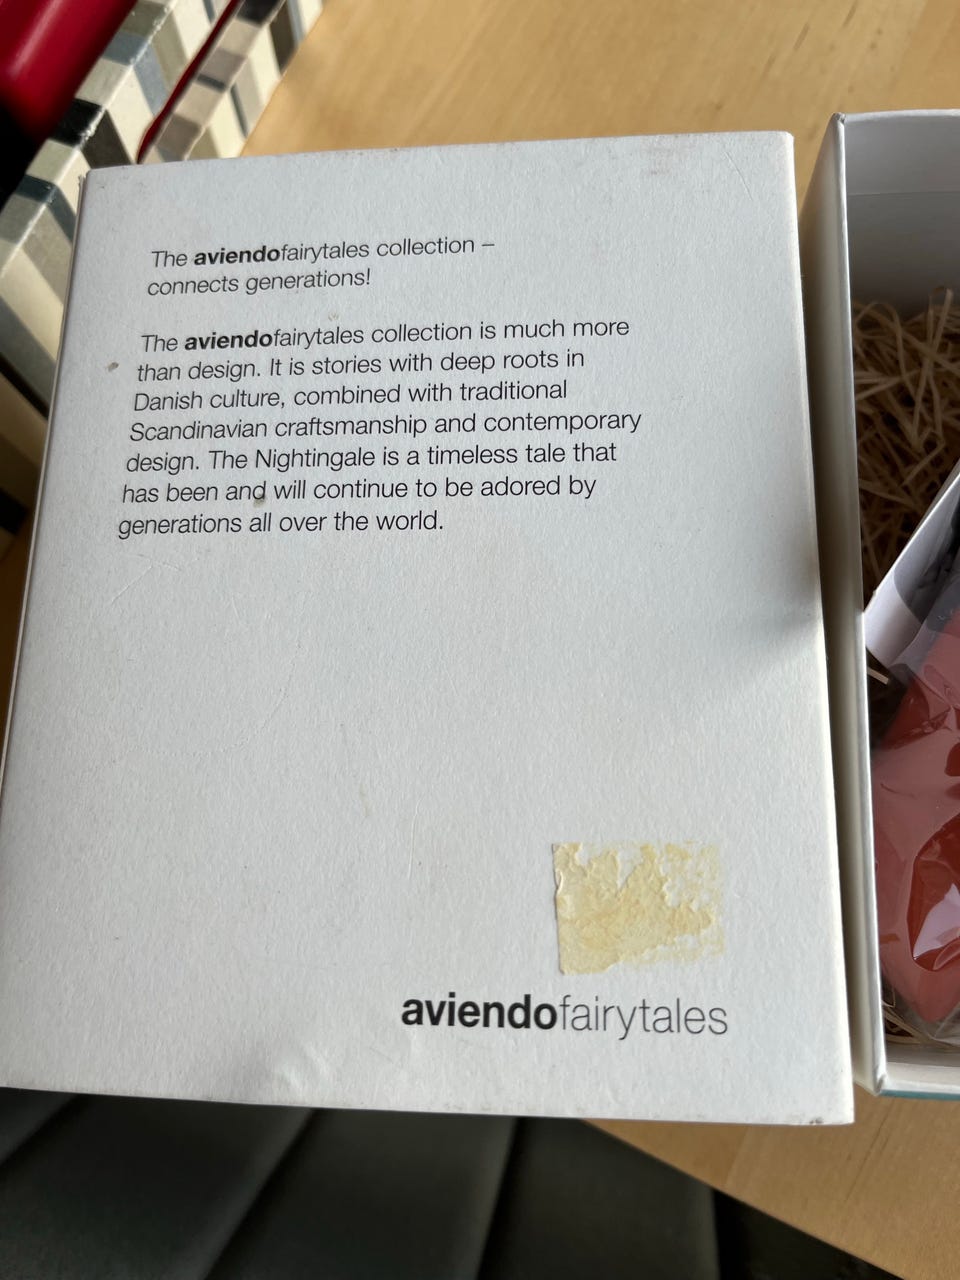 The aviendofairytales collection –
connects generations!
The aviendofairytales collection is much more
than design. It is stories with deep roots in
Danish culture, combined with traditional
Scandinavian craftsmanship and contemporary
design. The Nightingale is a timeless tale that
has been and will continue to be adored by
generations all over the world.
aviendofairytales